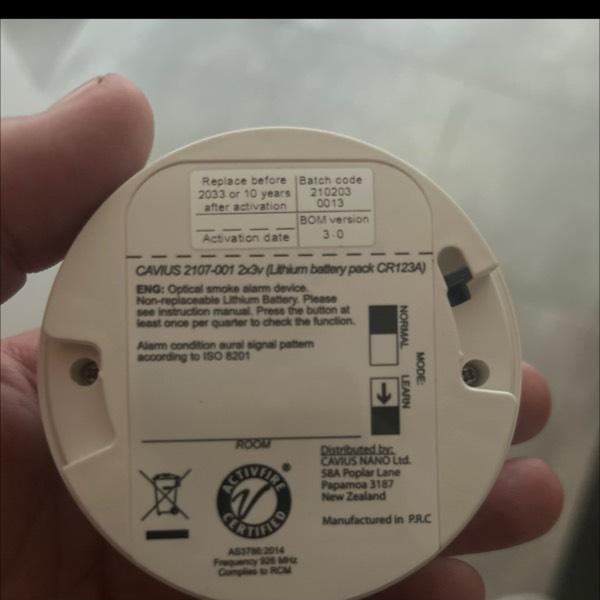 Replace before
2033 or 10 years
after activation
Activation date
Batch code
210203
0013
BOM version
3.0
CAVIUS 2107-001 2x3v (Lithium battery pack CR123A)
ENG: Optical smoke alarm device.
Non-replaceable Lithium Battery. Please
see instruction manual. Press the button at
least once per quarter to check the function.
Alarm condition aural signal pattern
according to ISO 8201
NORMAL
MODE:
LEARN
ROOM
ACTIVFIRE
CERTIFIED
®
AS3786:2014
Frequency 926 MHz
Complies to RCM
Distributed by:
CAVIUS NANO Ltd.
58A Poplar Lane
Papamoa 3187
New Zealand
Manufactured in P.R.C